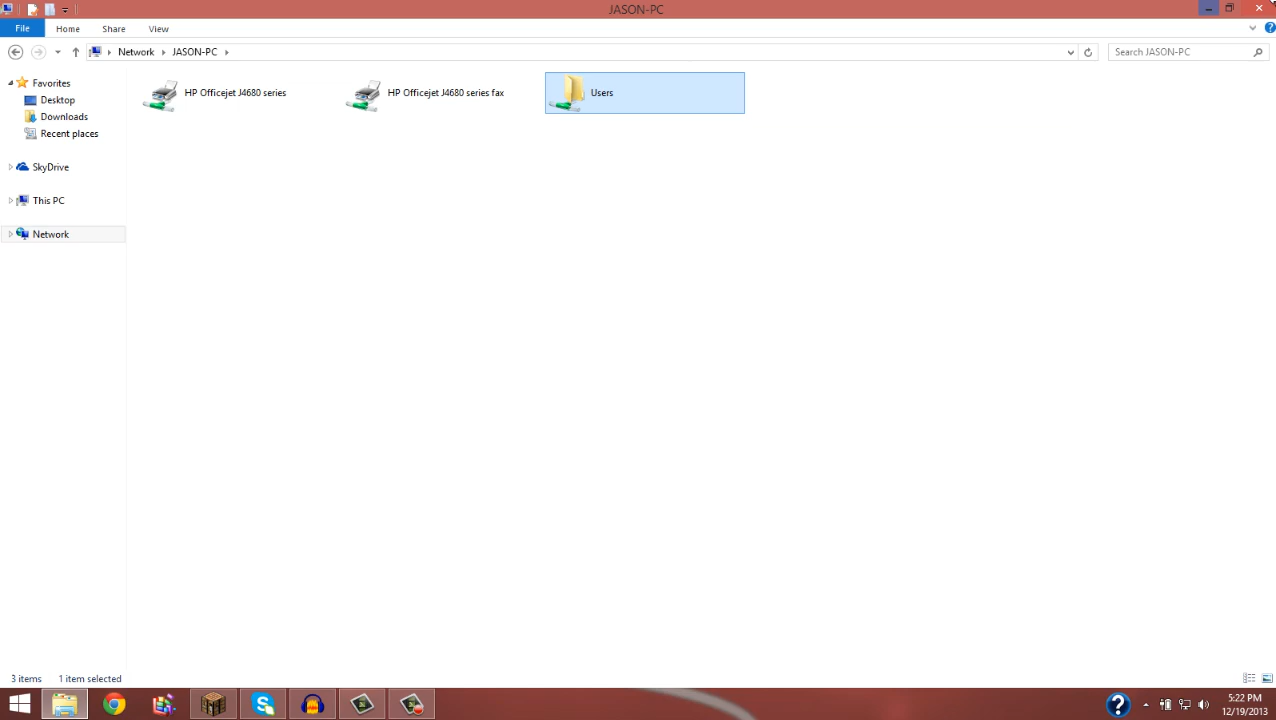 JASON-PC
File Home Share View
Network JASON-PC
Search JASON-PC
Favorites
Desktop
Downloads
Recent places
SkyDrive
This PC
Network
HP Officejet J4680 series
HP Officejet J4680 series fax
Users
3 items 1 item selected
5:22 PM
12/19/2013